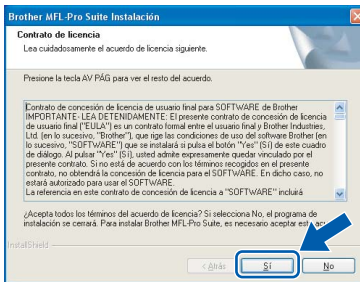 Brother MFL-Pro Suite Instalación
Contrato de licencia
Lea cuidadosamente el acuerdo de licencia siguiente.
Presione la tecla AV PÁG para ver el resto del acuerdo.
Contrato de concesión de licencia de usuario final para SOFTWARE de Brother
IMPORTANTE- LEA DETENIDAMENTE: El presente contrato de concesión de licencia
de usuario final ("EULA") es un contrato formal entre el usuario final y Brother Industries,
Ltd. (en lo sucesivo, "Brother"), que rige las condiciones de uso del software Brother (en
lo sucesivo, "SOFTWARE") que se instalará si pulsa el botón "Yes" (Sí) de este cuadro
de diálogo. Al pulsar "Yes" (Sí), usted admite expresamente quedar vinculado por el
presente contrato. Si no está de acuerdo con los términos recogidos en el presente
contrato, no obtendrá la concesión de licencia para el SOFTWARE. En dicho caso, no
estará autorizado para usar el SOFTWARE.
La referencia en este contrato de concesión de licencia a "SOFTWARE" incluirá
¿Acepta todos los términos del acuerdo de licencia? Si selecciona No, el programa de
instalación se cerrará. Para instalar Brother MFL-Pro Suite, es necesario aceptar este
InstallShield
< Atrás Sí No